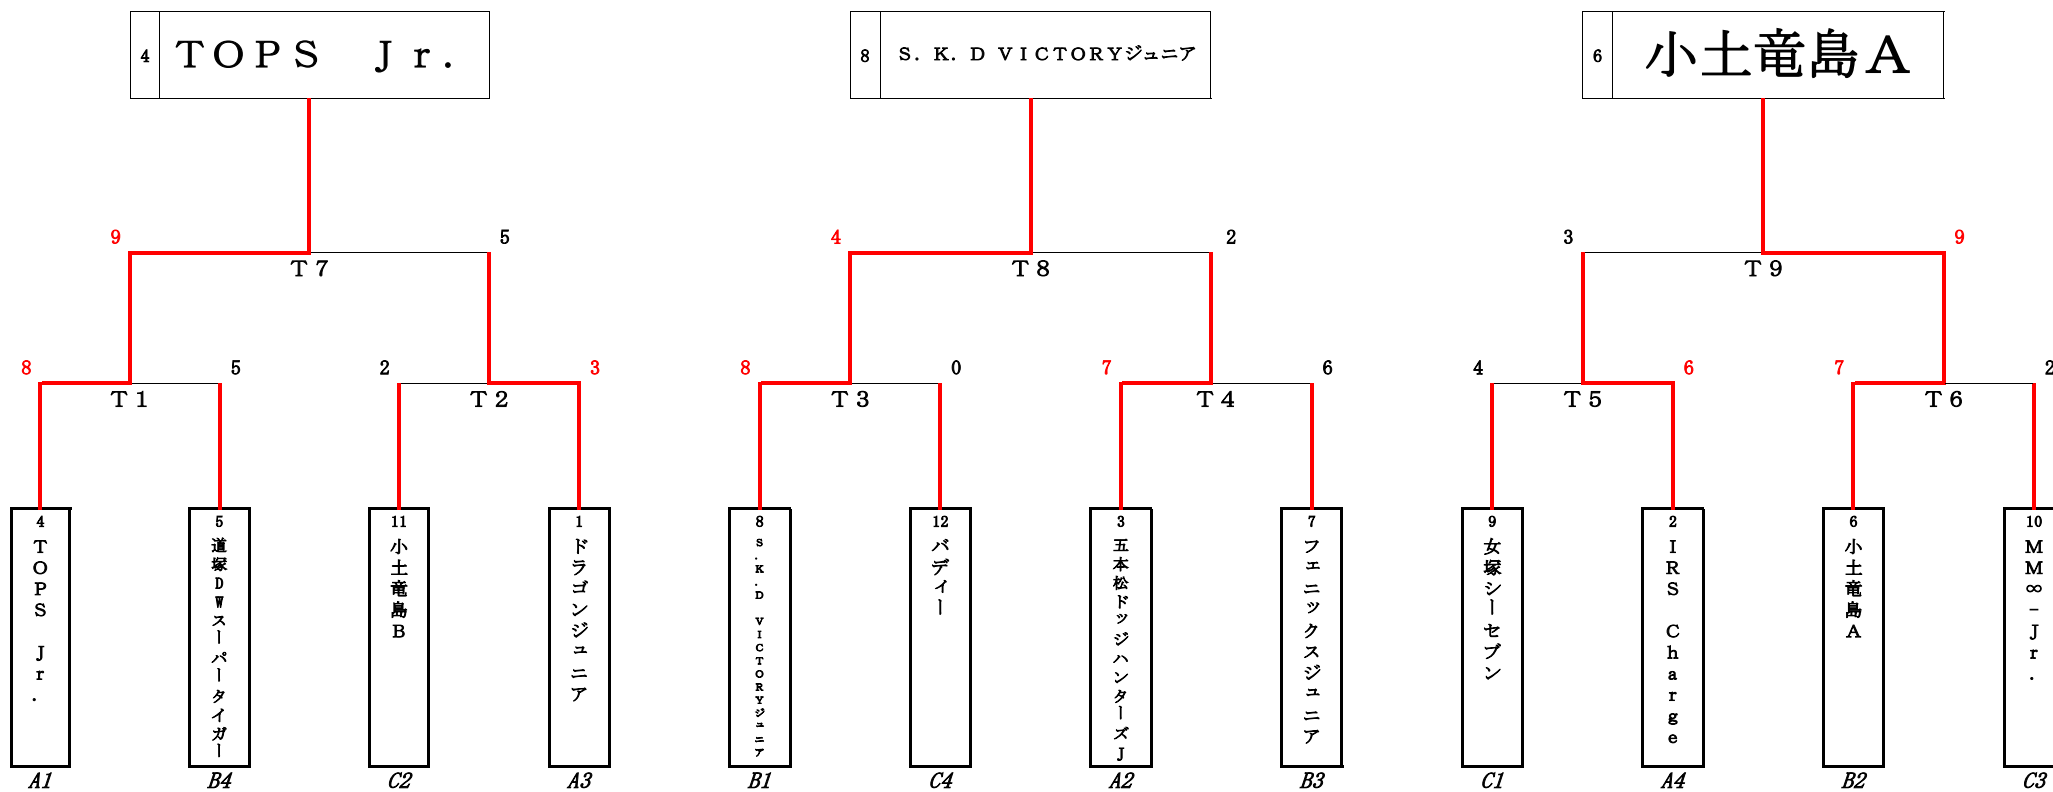 4 TOPS Jr.
8 S. K. D VICTORYジュニア
6 小土竜島A
9 5 4 2 3 9
T7 T8 T9
8 5 2 3 8 0 7 6 4 6 7 2
T1 T2 T3 T4 T5 T6
4 TOPS Jr.
5 道塚DWスーパータイガー
11 小土竜島B
1 ドラゴンジュニア
8 S.K.D VICTORYジュニア
12 バディー
3 五本松ドッジハンターズJ
7 フェニックスジュニア
9 女塚シーセブン
2 IRS Charge
6 小土竜島A
10 MM∞-Jr.
A1 B4 C2 A3 B1 C4 A2 B3 C1 A4 B2 C3